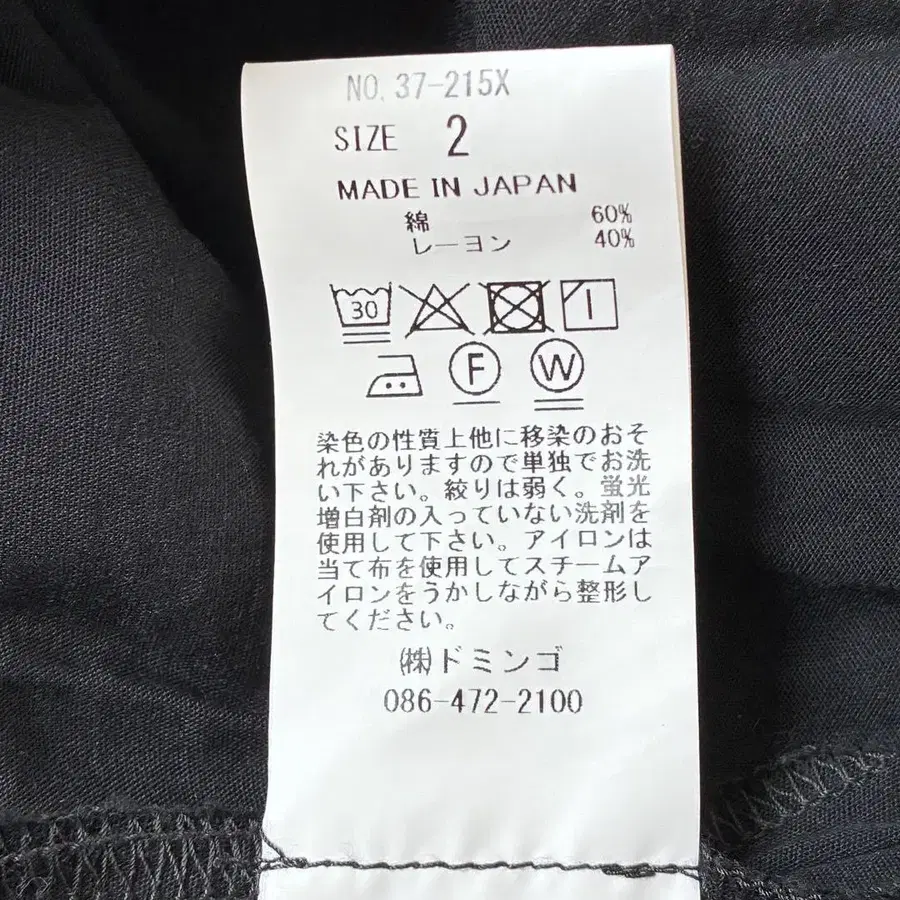 NO. 37-215X
SIZE 2
MADE IN JAPAN
綿 60%
レーヨン 40%
30
F W
染色の性質上他に移染のおそ
れがありますので単独でお洗
い下さい。絞りは弱く。蛍光
増白剤の入っていない洗剤を
使用して下さい。アイロンは
当て布を使用してスチームア
イロンをうかしながら整形し
てください。
㈱ドミンゴ
086-472-2100